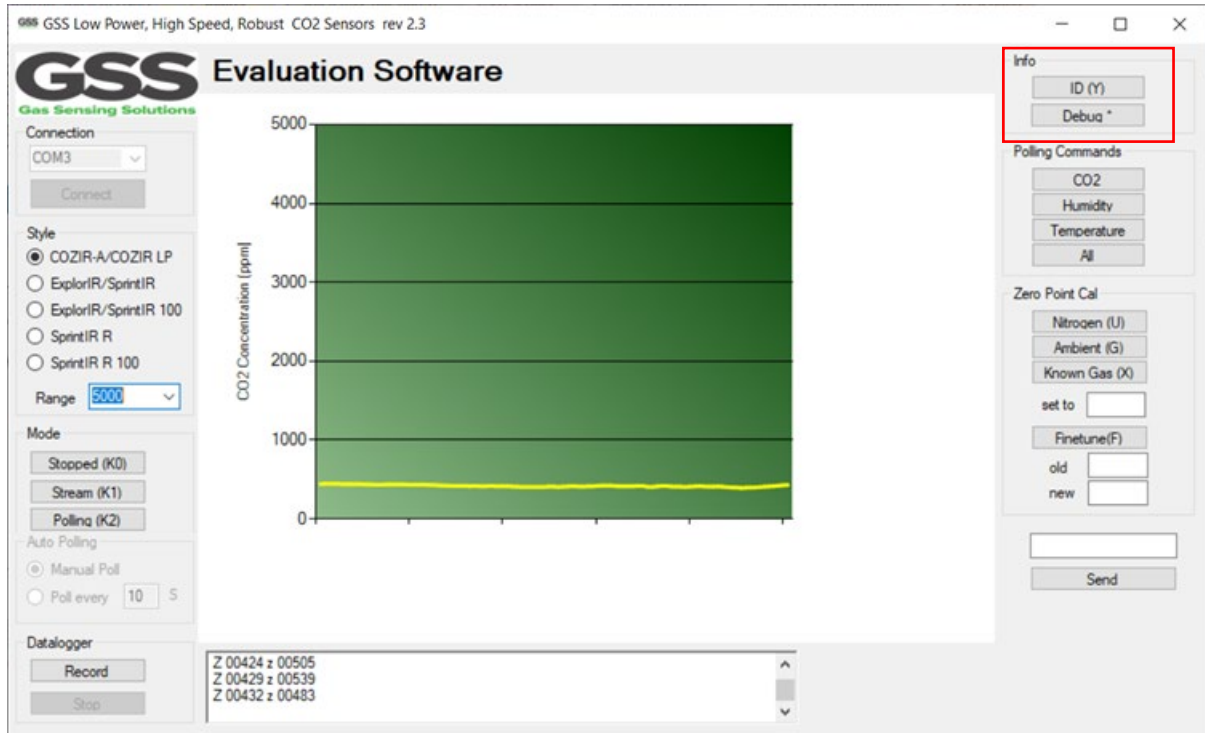 GSS GSS Low Power, High Speed, Robust CO2 Sensors rev 2.3
GSS
Gas Sensing Solutions
Evaluation Software
Connection
COM3
Connect
Style
COZIR-A/COZIR LP
ExplorIR/SprintIR
ExplorIR/SprintIR 100
SprintIR R
SprintIR R 100
Range 5000
Mode
Stopped (K0)
Stream (K1)
Polling (K2)
Auto Polling
Manual Poll
Poll every 10 S
Datalogger
Record
Stop
CO2 Concentration [ppm]
5000
4000
3000
2000
1000
0
Z 00424 z 00505
Z 00429 z 00539
Z 00432 z 00483
Info
ID (Y)
Debug *
Polling Commands
CO2
Humidity
Temperature
All
Zero Point Cal
Nitrogen (U)
Ambient (G)
Known Gas (X)
set to
Finetune(F)
old
new
Send